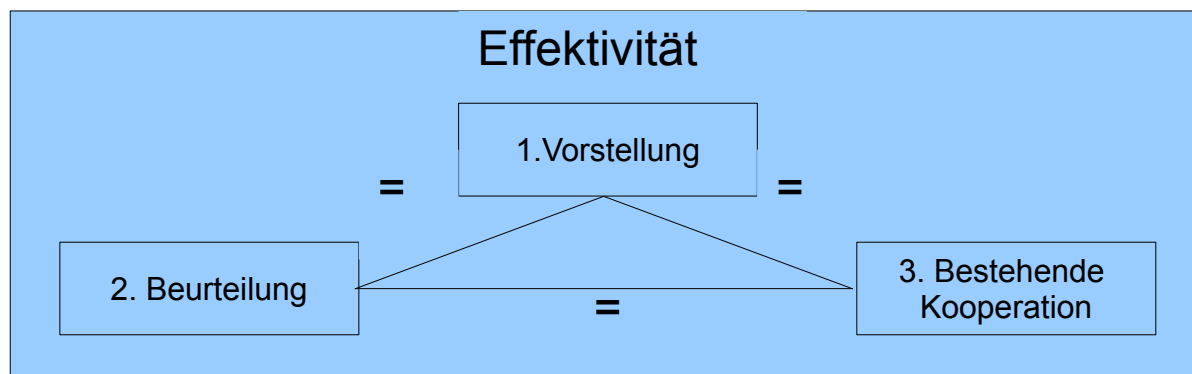 Effektivität
1.Vorstellung
= =
2. Beurteilung
3. Bestehende
Kooperation
=